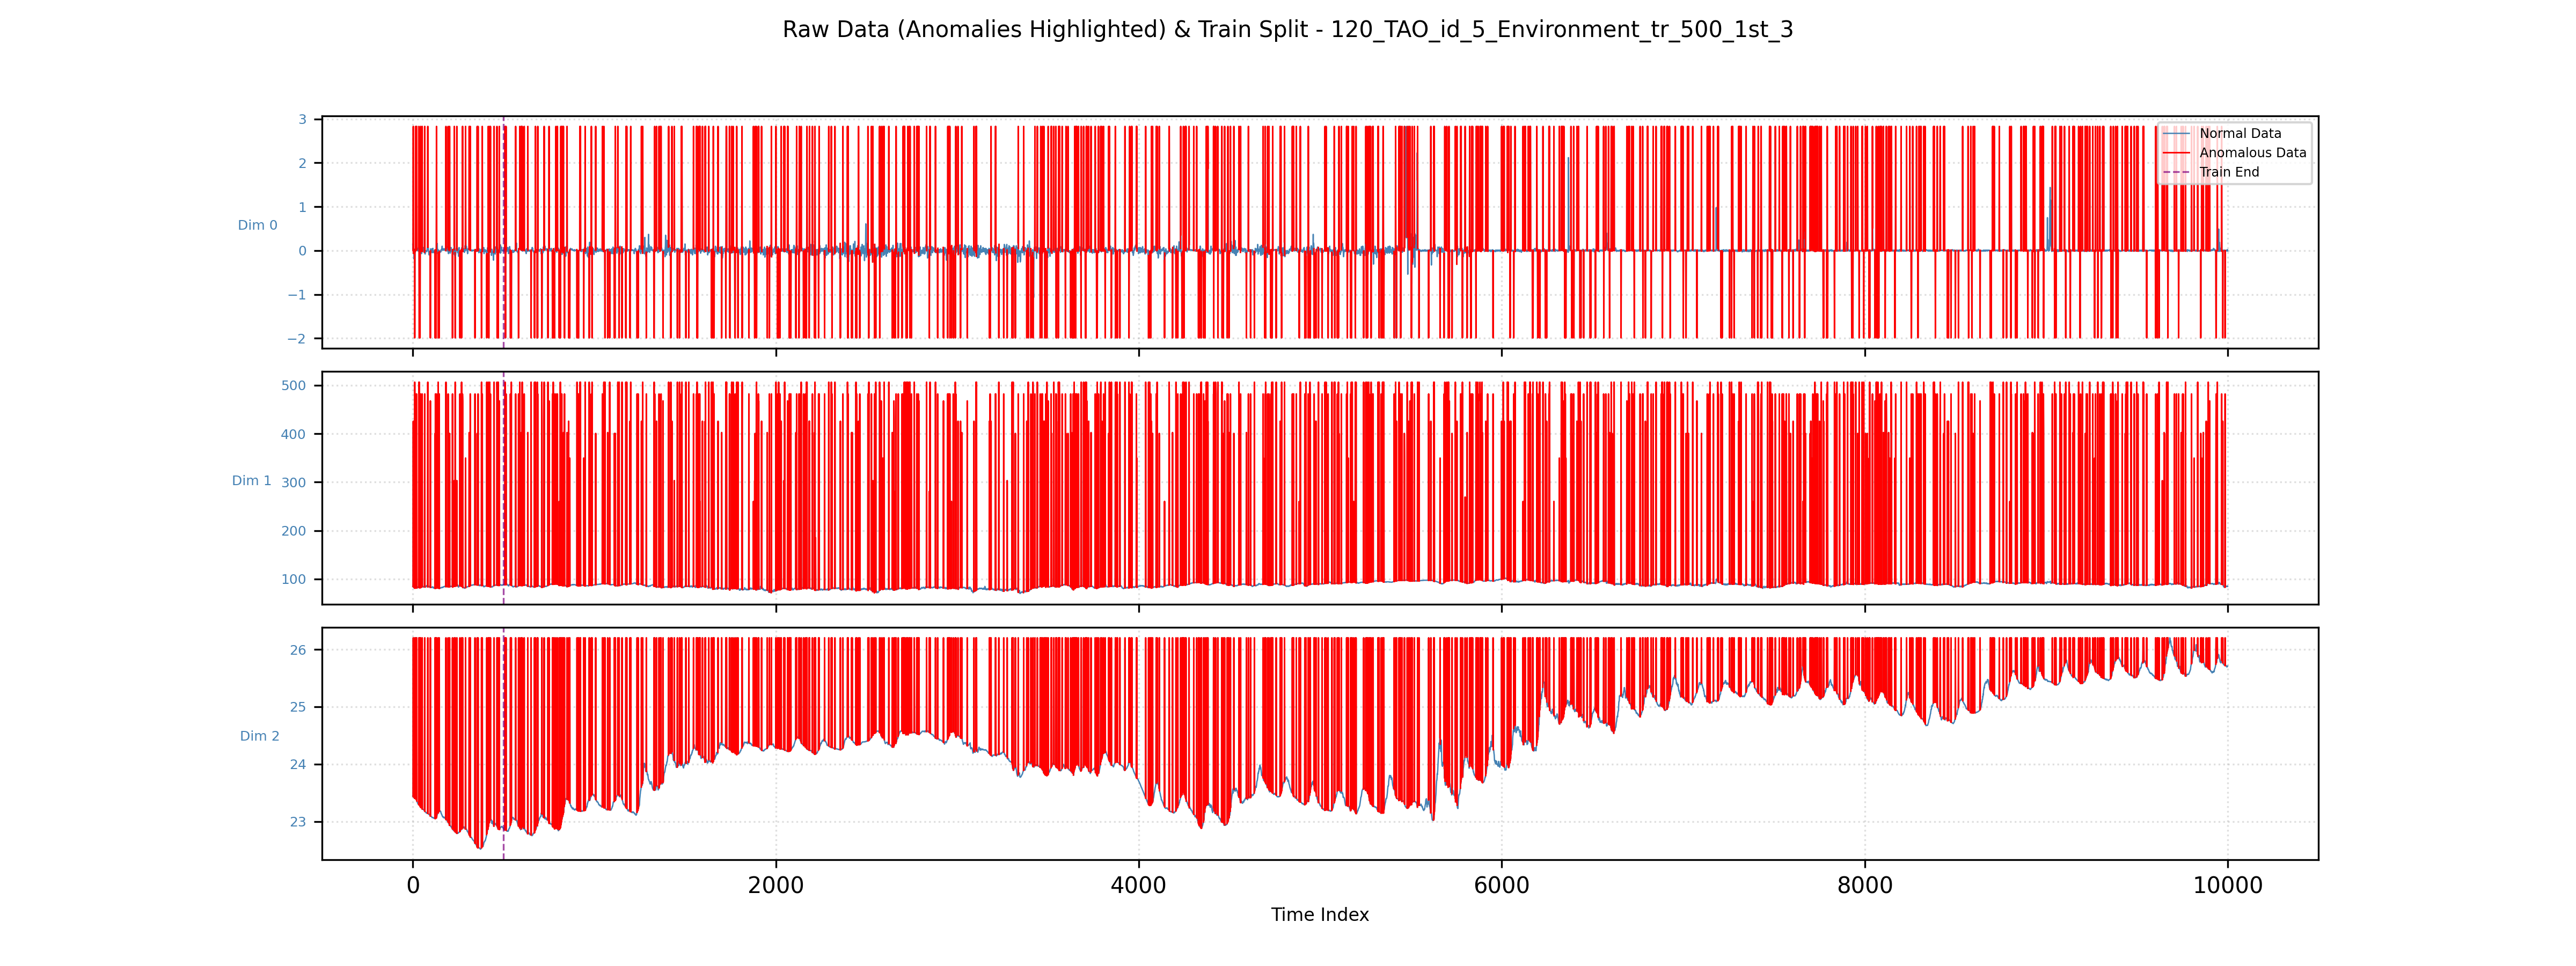 Raw Data (Anomalies Highlighted) & Train Split - 120_TAO_id_5_Environment_tr_500_1st_3
3
2
1
0
−1
−2
Dim 0
Normal Data
Anomalous Data
Train End
500
400
300
200
100
Dim 1
26
25
24
23
Dim 2
0 2000 4000 6000 8000 10000
Time Index